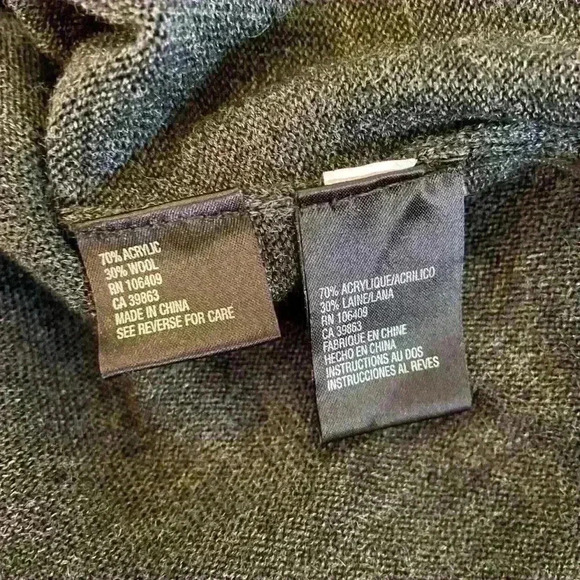 70% ACRYLIC
30% WOOL
RN 106409
CA 39863
MADE IN CHINA
SEE REVERSE FOR CARE
70% ACRYLIQUE/ACRILICO
30% LAINE/LANA
RN 106409
CA 39863
FABRIQUE EN CHINE
HECHO EN CHINA
INSTRUCTIONS AU DOS
INSTRUCCIONES AL REVES